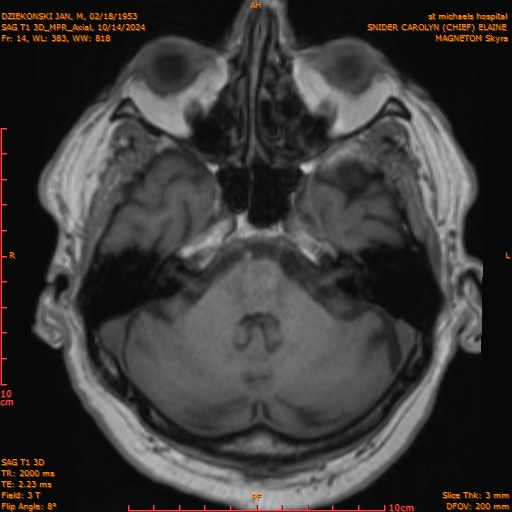 DZIEKONSKI JAN, M, 02/18/1953
SAG T1 3D_MPR_Axial, 10/14/2024
Fr: 14, WL: 383, WW: 818
AH
st michaels hospital
SNIDER CAROLYN (CHIEF) ELAINE
MAGNETOM Skyra
R
L
10
cm
SAG T1 3D
TR: 2000 ms
TE: 2.23 ms
Field: 3 T
Flip Angle: 8°
PF
10cm
Slice Thk: 3 mm
DFOV: 200 mm